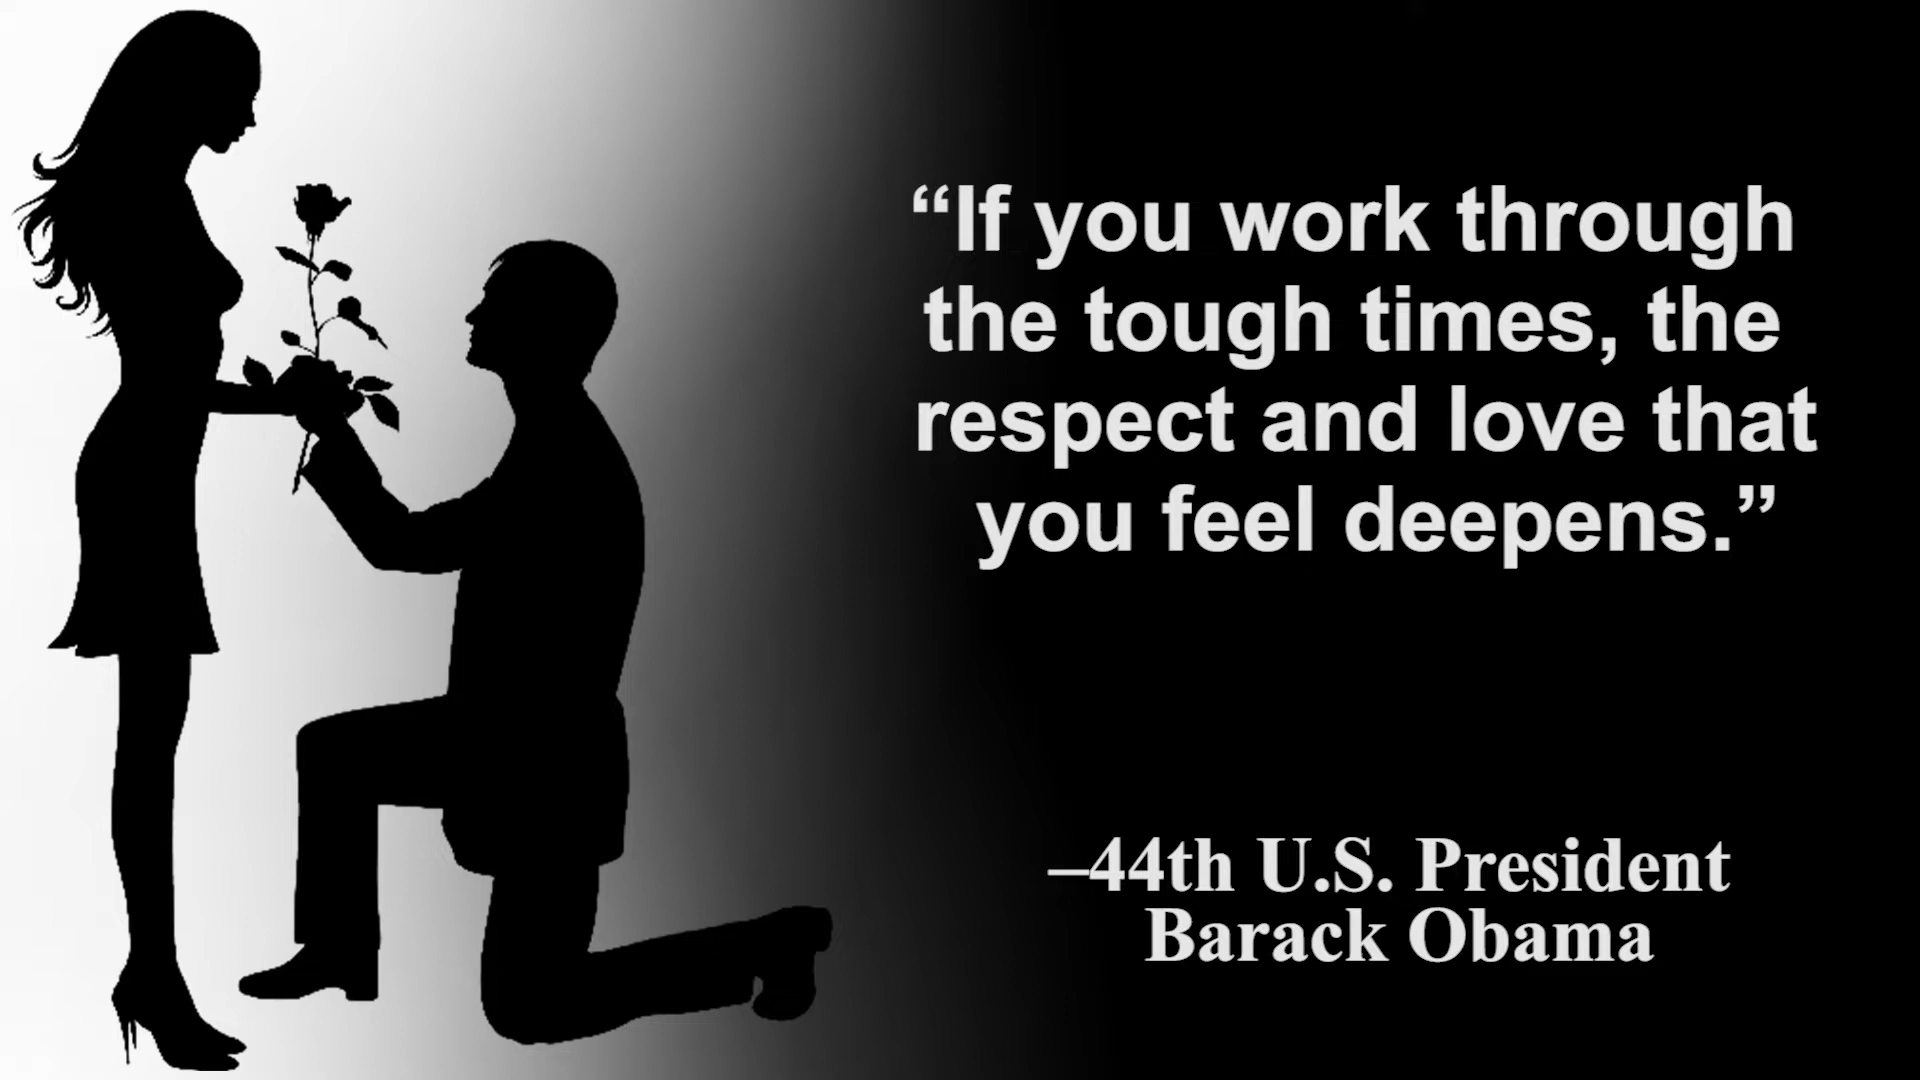 “If you work through
the tough times, the
respect and love that
you feel deepens.”
–44th U.S. President
Barack Obama